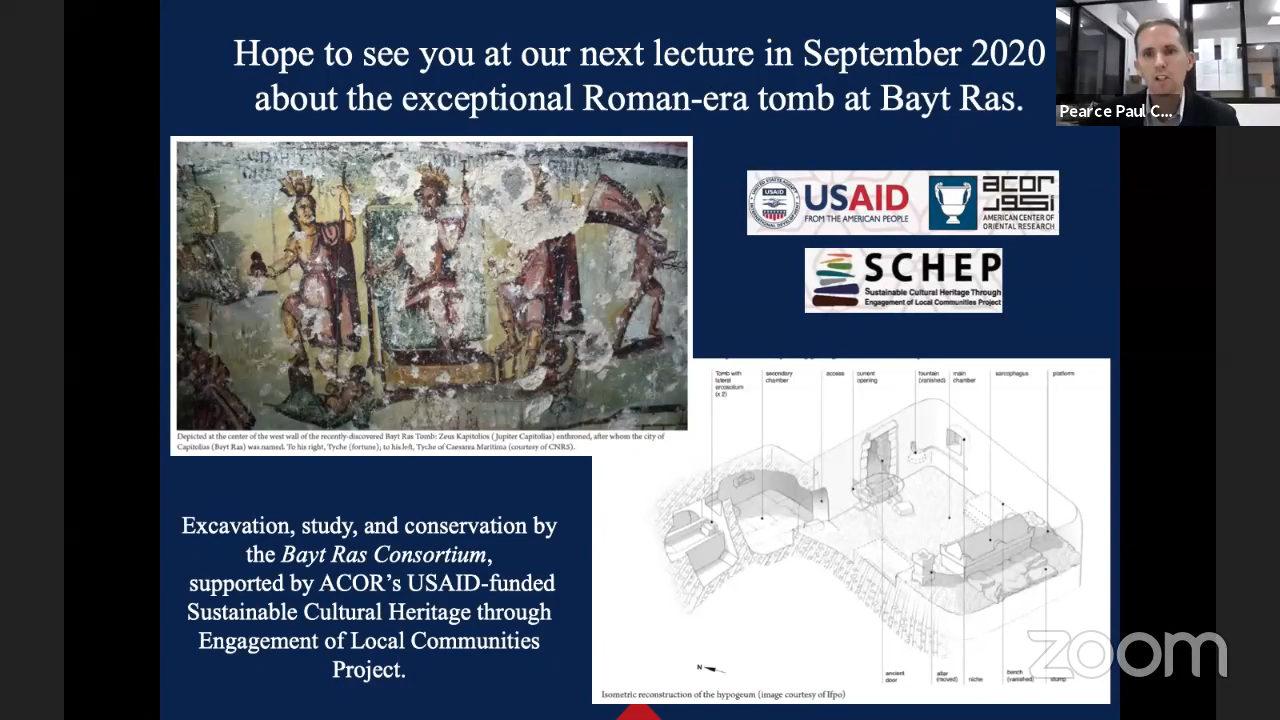 Hope to see you at our next lecture in September 2020
about the exceptional Roman-era tomb at Bayt Ras.
Pearce Paul C...
USAID
FROM THE AMERICAN PEOPLE
acor
أكور
AMERICAN CENTER OF
ORIENTAL RESEARCH
SCHEP
Sustainable Cultural Heritage Through
Engagement of Local Communities Project
Depicted at the center of the west wall of the recently-discovered Bayt Ras Tomb: Zeus Kapitolios (Jupiter Capitolias) enthroned, after whom the city of
Capitolias (Bayt Ras) was named. To his right, Tyche (fortune); to his left, Tyche of Caesarea Maritima (courtesy of CNRS).
Tomb with
lateral
arcosolium
(x 2)
secondary
chamber
access
current
opening
fountain
(vanished)
main
chamber
sarcophagus
platform
Excavation, study, and conservation by
the Bayt Ras Consortium,
supported by ACOR's USAID-funded
Sustainable Cultural Heritage through
Engagement of Local Communities
Project.
N
ancient
door
altar
(moved)
niche
bench
(vanished)
zoom
Isometric reconstruction of the hypogeum (image courtesy of Ifpo)